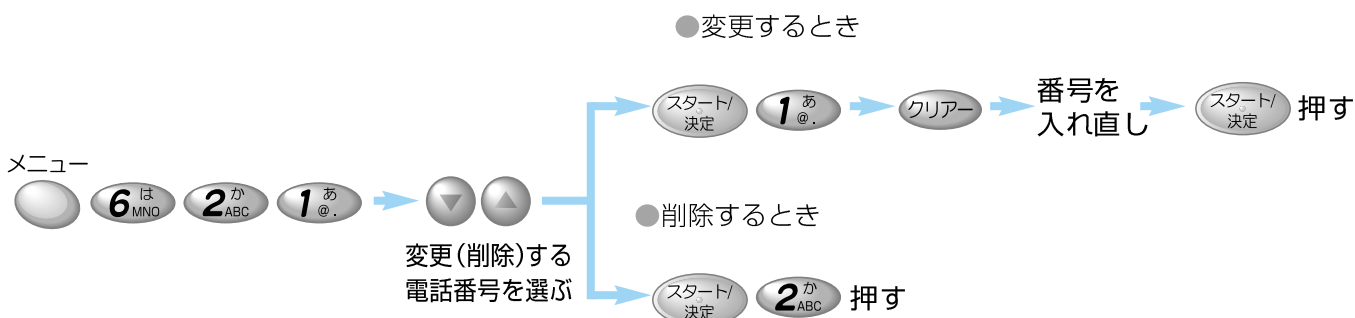 ●変更するとき
スタート/
決定
1 あ
@.
クリアー
番号を
入れ直し
スタート/
決定
押す
メニュー
6 は
MNO
2 か
ABC
1 あ
@.
変更(削除)する
電話番号を選ぶ
●削除するとき
スタート/
決定
2 か
ABC
押す